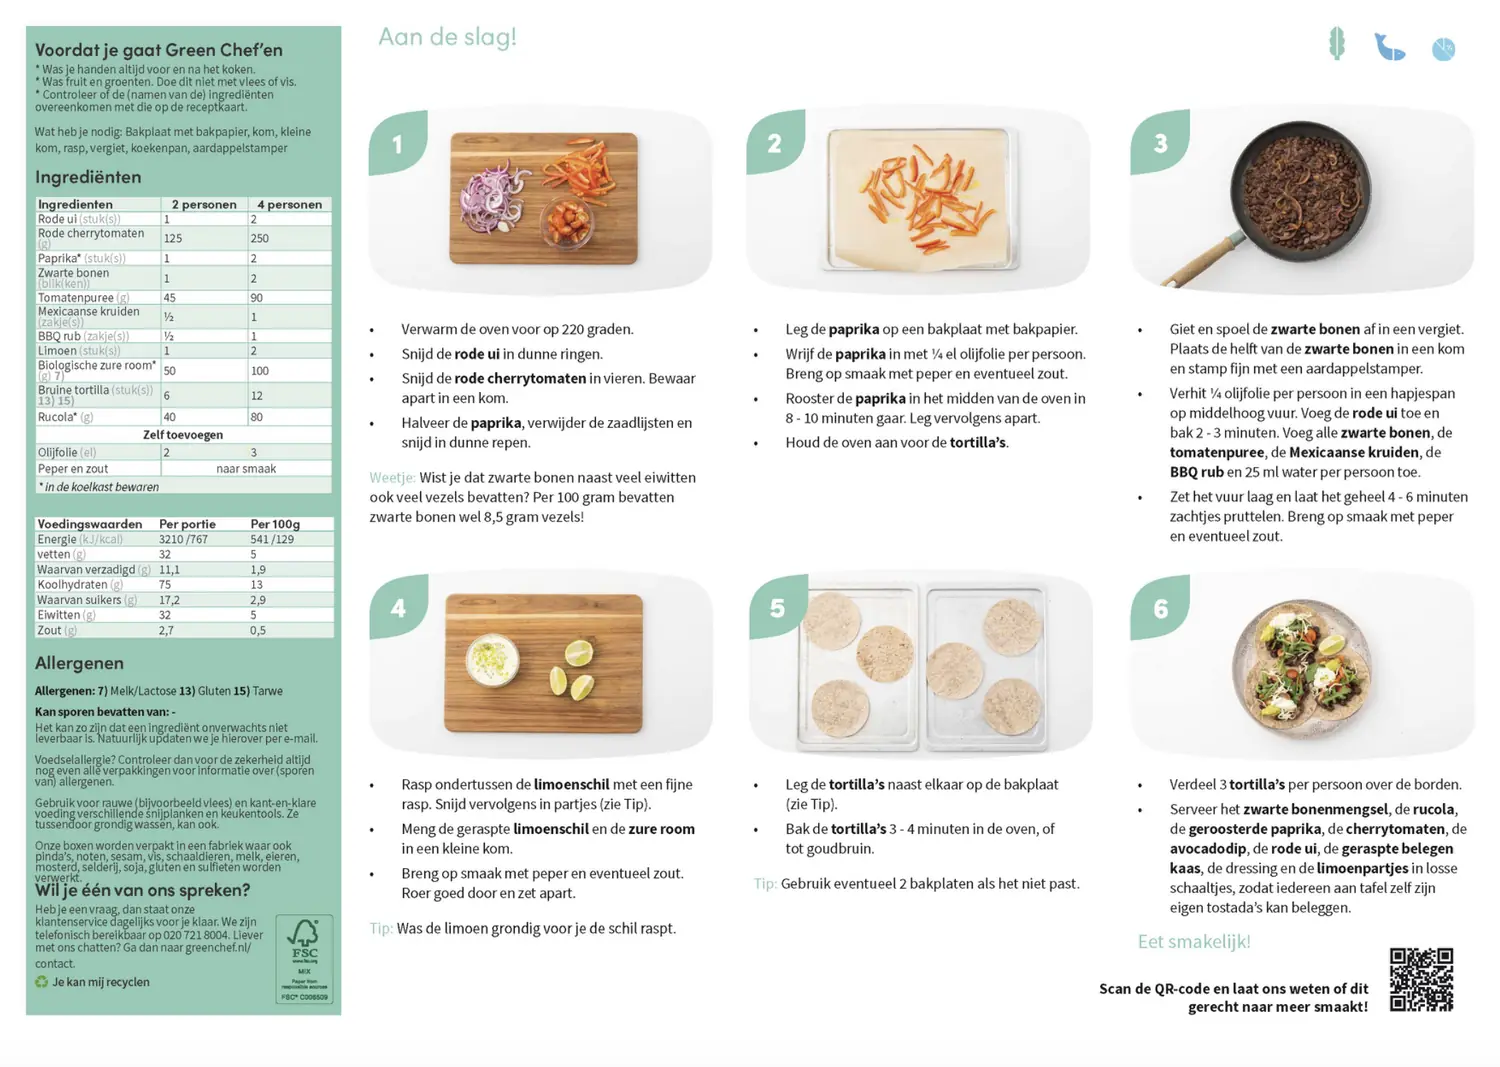 Voordat je gaat Green Chef'en
* Was je handen altijd voor en na het koken.
* Was fruit en groenten. Doe dit niet met vlees of vis.
* Controleer of de (namen van de) ingrediënten
overeenkomen met die op de receptkaart.
Wat heb je nodig: Bakplaat met bakpapier, kom, kleine
kom, rasp, vergiet, koekenpan, aardappelstamper
Ingrediënten
Ingredienten 2 personen 4 personen
Rode ui (stuk(s)) 1 2
Rode cherrytomaten
(g) 125 250
Paprika* (stuk(s)) 1 2
Zwarte bonen
(blik(ken)) 1 2
Tomatenpuree (g) 45 90
Mexicaanse kruiden
(zakje(s)) ½ 1
BBQ rub (zakje(s)) ½ 1
Limoen (stuk(s)) 1 2
Biologische zure room*
(g) 7) 50 100
Bruine tortilla (stuk(s))
13) 15) 6 12
Rucola* (g) 40 80
Zelf toevoegen
Olijfolie (el) 2 3
Peper en zout naar smaak
* in de koelkast bewaren
Voedingswaarden Per portie Per 100g
Energie (kJ/kcal) 3210 /767 541 /129
vetten (g) 32 5
Waarvan verzadigd (g) 11,1 1,9
Koolhydraten (g) 75 13
Waarvan suikers (g) 17,2 2,9
Eiwitten (g) 32 5
Zout (g) 2,7 0,5
Allergenen
Allergenen: 7) Melk/Lactose 13) Gluten 15) Tarwe
Kan sporen bevatten van: -
Het kan zo zijn dat een ingrediënt onverwachts niet
leverbaar is. Natuurlijk updaten we je hierover per e-mail.
Voedselallergie? Controleer dan voor de zekerheid altijd
nog even alle verpakkingen voor informatie over (sporen
van) allergenen.
Gebruik voor rauwe (bijvoorbeeld vlees) en kant-en-klare
voeding verschillende snijplanken en keukentools. Ze
tussendoor grondig wassen, kan ook.
Onze boxen worden verpakt in een fabriek waar ook
pinda's, noten, sesam, vis, schaaldieren, melk, eieren,
mosterd, selderij, soja, gluten en sulfieten worden
verwerkt.
Wil je één van ons spreken?
Heb je een vraag, dan staat onze
klantenservice dagelijks voor je klaar. We zijn
telefonisch bereikbaar op 020 721 8004. Liever
met ons chatten? Ga dan naar greenchef.nl/
contact.
Je kan mij recyclen
FSC
www.fsc.org
MIX
Paper from
responsible sources
FSC® C006509
Aan de slag!
1
• Verwarm de oven voor op 220 graden.
• Snijd de rode ui in dunne ringen.
• Snijd de rode cherrytomaten in vieren. Bewaar
apart in een kom.
• Halveer de paprika, verwijder de zaadlijsten en
snijd in dunne repen.
Weetje: Wist je dat zwarte bonen naast veel eiwitten
ook veel vezels bevatten? Per 100 gram bevatten
zwarte bonen wel 8,5 gram vezels!
2
• Leg de paprika op een bakplaat met bakpapier.
• Wrijf de paprika in met ¼ el olijfolie per persoon.
Breng op smaak met peper en eventueel zout.
• Rooster de paprika in het midden van de oven in
8 - 10 minuten gaar. Leg vervolgens apart.
• Houd de oven aan voor de tortilla's.
3
• Giet en spoel de zwarte bonen af in een vergiet.
Plaats de helft van de zwarte bonen in een kom
en stamp fijn met een aardappelstamper.
• Verhit ¼ olijfolie per persoon in een hapjespan
op middelhoog vuur. Voeg de rode ui toe en
bak 2 - 3 minuten. Voeg alle zwarte bonen, de
tomatenpuree, de Mexicaanse kruiden, de
BBQ rub en 25 ml water per persoon toe.
• Zet het vuur laag en laat het geheel 4 - 6 minuten
zachtjes pruttelen. Breng op smaak met peper
en eventueel zout.
4
• Rasp ondertussen de limoenschil met een fijne
rasp. Snijd vervolgens in partjes (zie Tip).
• Meng de geraspte limoenschil en de zure room
in een kleine kom.
• Breng op smaak met peper en eventueel zout.
Roer goed door en zet apart.
Tip: Was de limoen grondig voor je de schil raspt.
5
• Leg de tortilla's naast elkaar op de bakplaat
(zie Tip).
• Bak de tortilla's 3 - 4 minuten in de oven, of
tot goudbruin.
Tip: Gebruik eventueel 2 bakplaten als het niet past.
6
• Verdeel 3 tortilla's per persoon over de borden.
• Serveer het zwarte bonenmengsel, de rucola,
de geroosterde paprika, de cherrytomaten, de
avocadodip, de rode ui, de geraspte belegen
kaas, de dressing en de limoenpartjes in losse
schaaltjes, zodat iedereen aan tafel zelf zijn
eigen tostada's kan beleggen.
Eet smakelijk!
Scan de QR-code en laat ons weten of dit
gerecht naar meer smaakt!